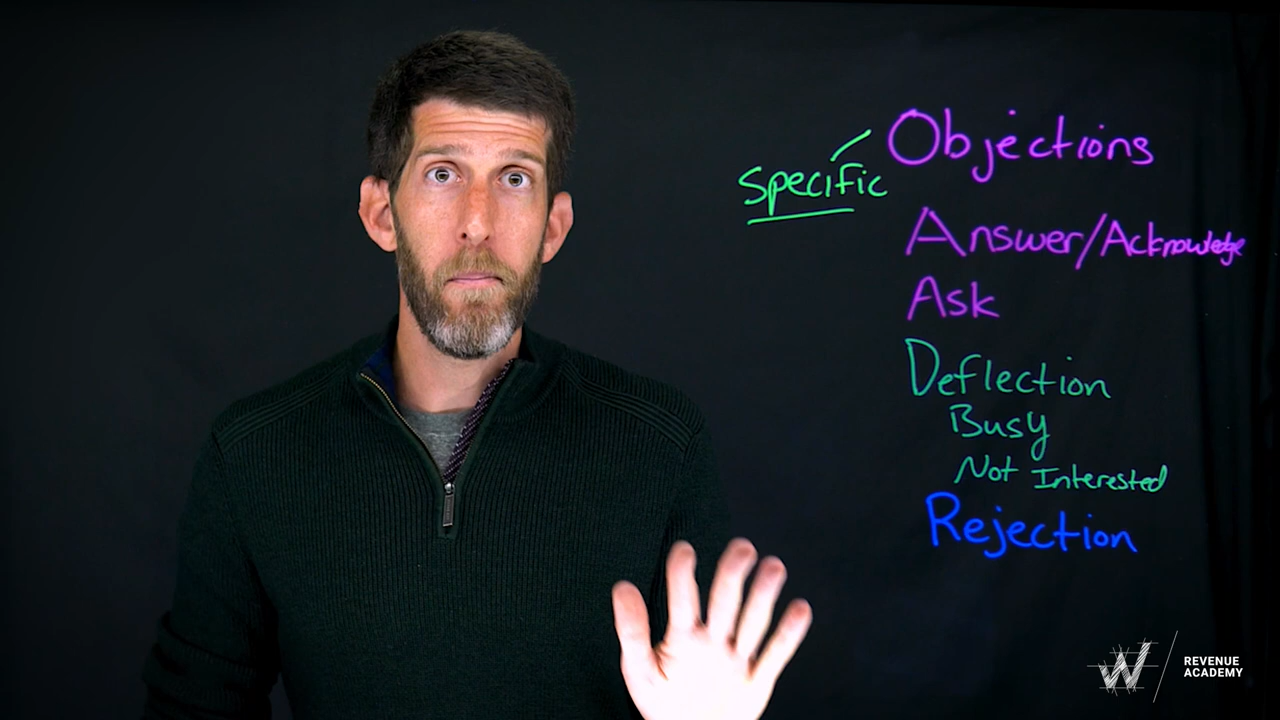 Objections
Specific
Answer/Acknowledge
Ask
Deflection
Busy
Not Interested
Rejection
W
REVENUE
ACADEMY